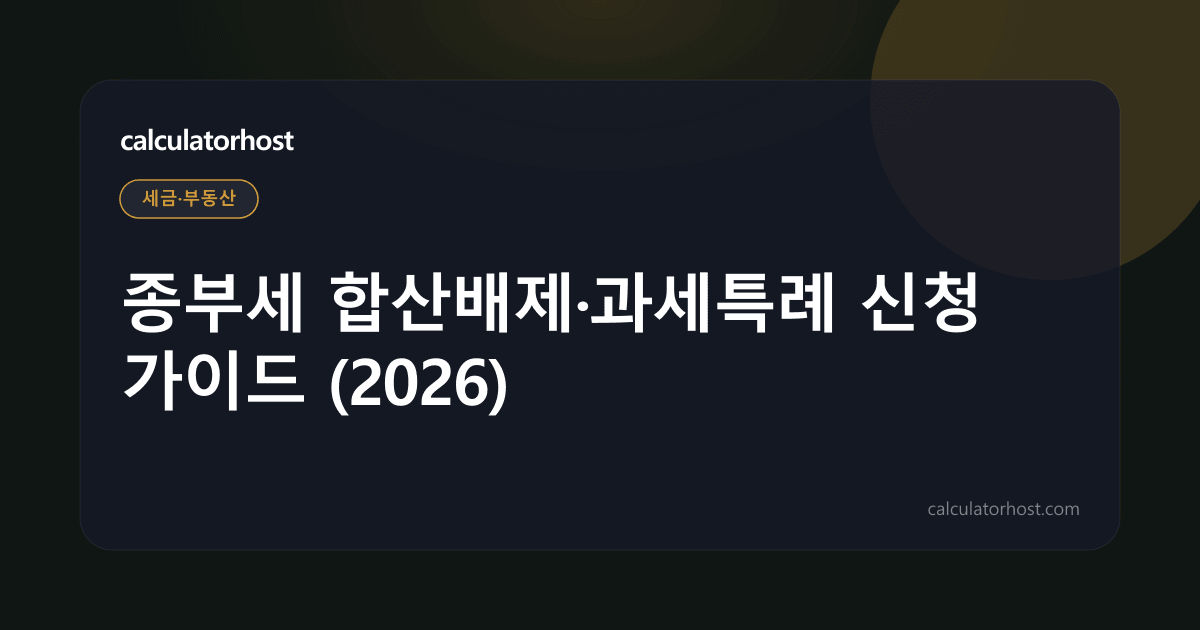 calculatorhost
세금·부동산
종부세 합산배제·과세특례 신청
가이드 (2026)
calculatorhost.com